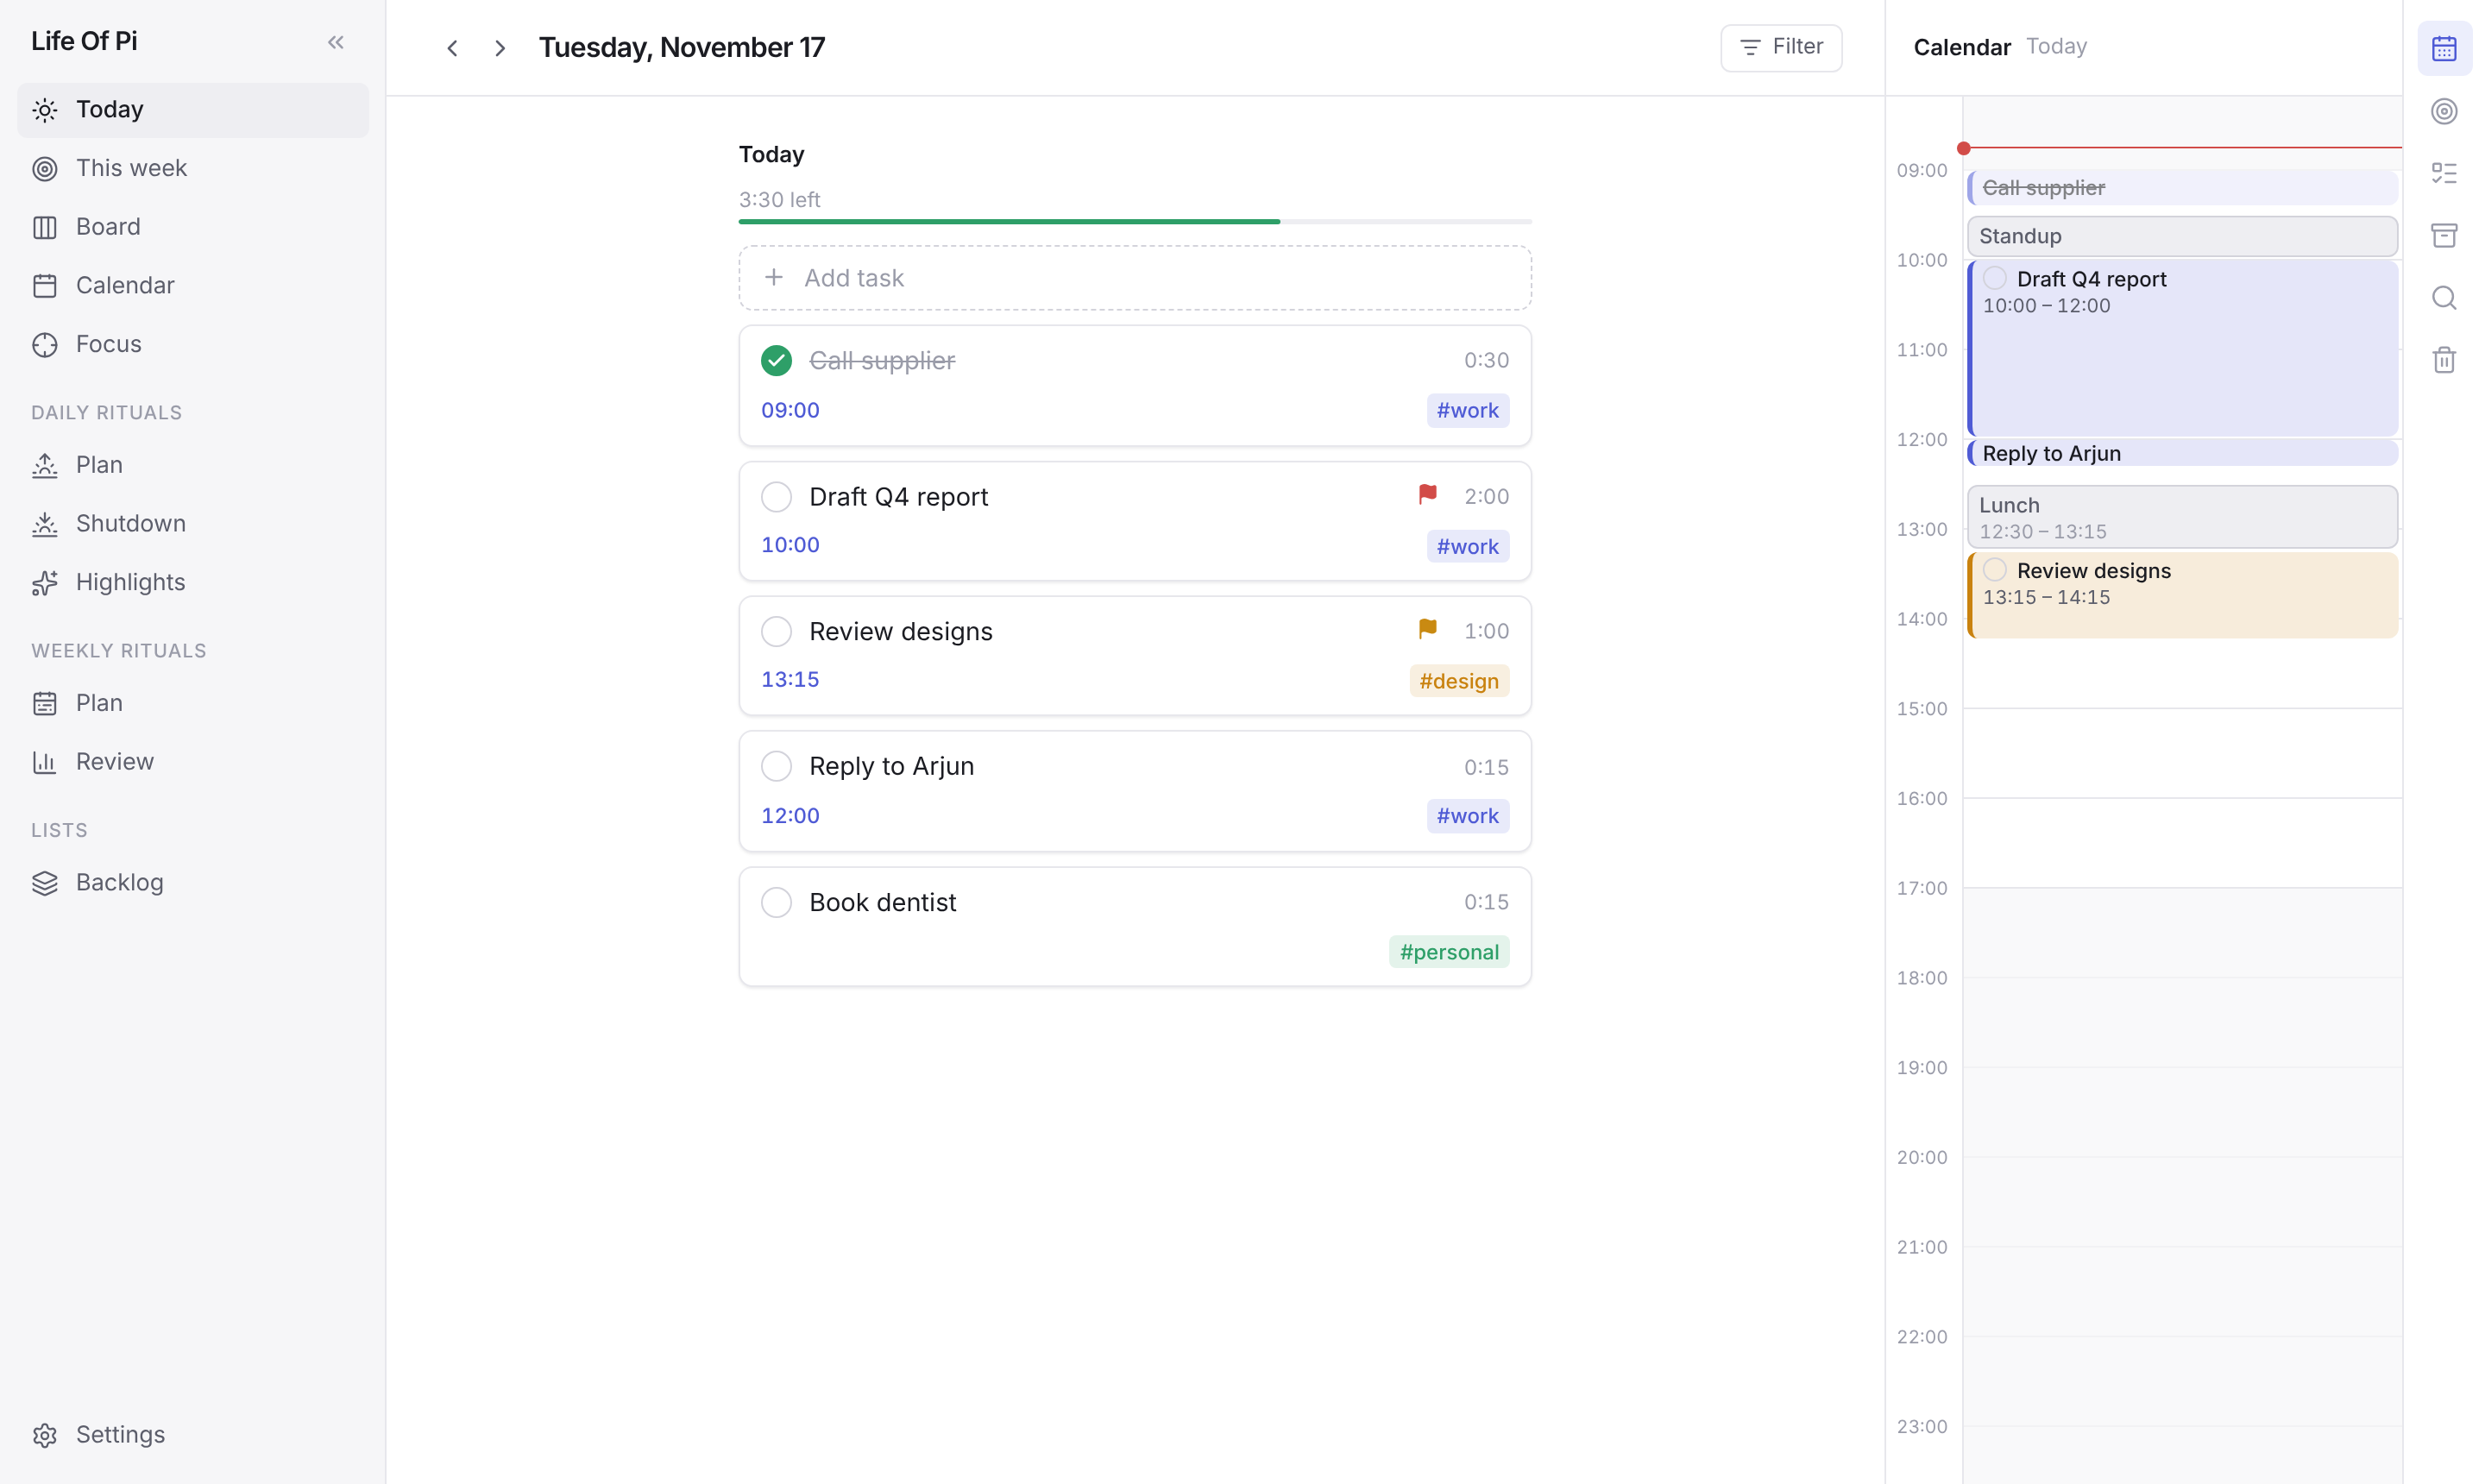 Life Of Pi
Today
This week
Board
Calendar
Focus
DAILY RITUALS
Plan
Shutdown
Highlights
WEEKLY RITUALS
Plan
Review
LISTS
Backlog
Settings
Tuesday, November 17
Filter
Today
3:30 left
Add task
Call supplier 0:30
09:00 #work
Draft Q4 report 2:00
10:00 #work
Review designs 1:00
13:15 #design
Reply to Arjun 0:15
12:00 #work
Book dentist 0:15
#personal
Calendar Today
09:00
Call supplier
Standup
10:00
Draft Q4 report
10:00 – 12:00
11:00
12:00
Reply to Arjun
Lunch
13:00
12:30 – 13:15
Review designs
13:15 – 14:15
14:00
15:00
16:00
17:00
18:00
19:00
20:00
21:00
22:00
23:00